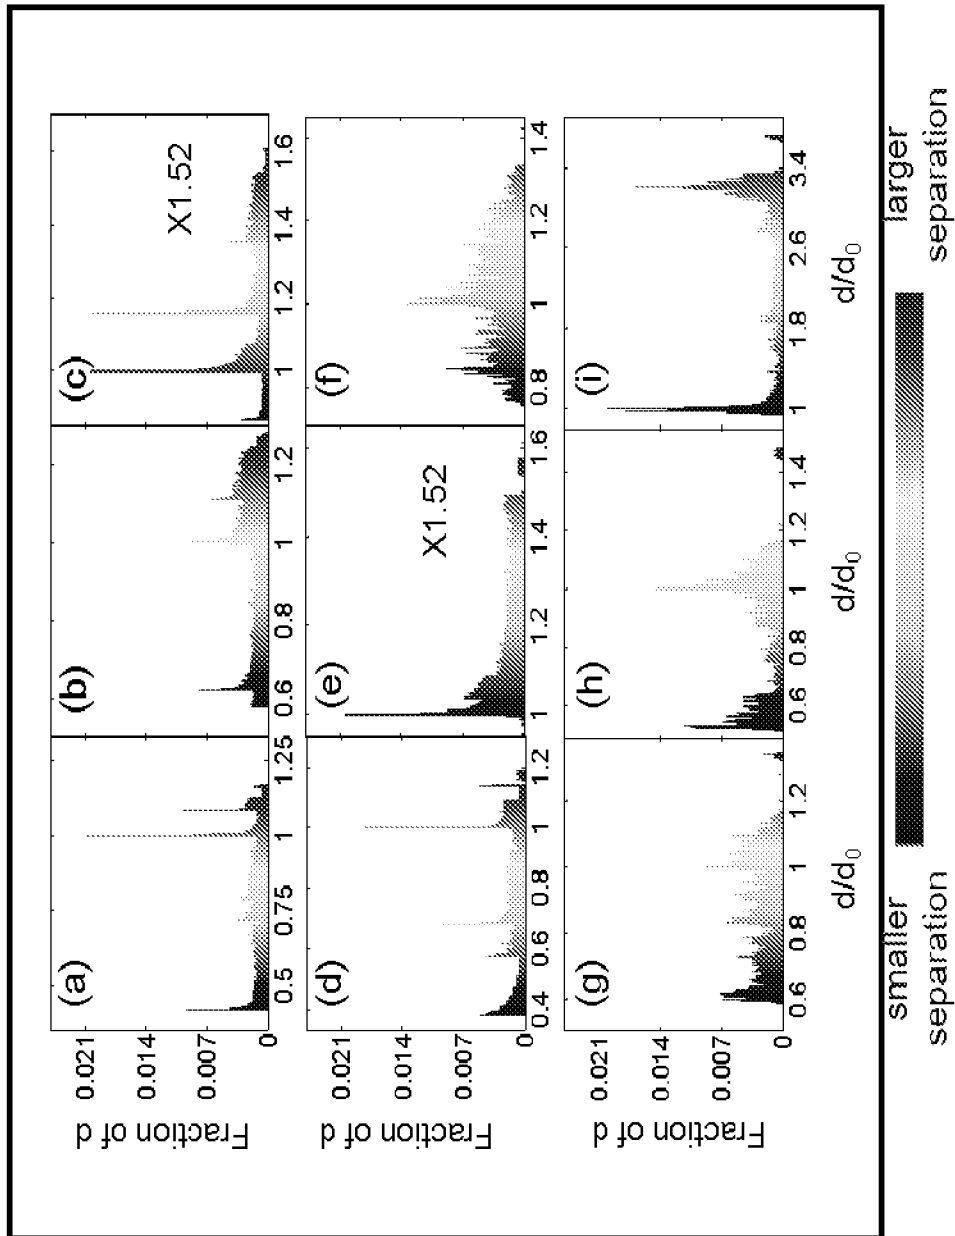 (a)
(b)
(c)
X1.52
Fraction of d
0.021
0.014
0.007
0
0.5 0.75 1 1.25
0.6 0.8 1 1.2
1 1.2 1.4 1.6
(d)
(e)
(f)
X1.52
Fraction of d
0.021
0.014
0.007
0
0.4 0.6 0.8 1 1.2
1 1.2 1.4 1.6
0.8 1 1.2 1.4
(g)
(h)
(i)
Fraction of d
0.021
0.014
0.007
0
0.6 0.8 1 1.2
0.6 0.8 1 1.2 1.4
1 1.8 2.6 3.4
d/d₀
d/d₀
d/d₀
smaller
separation
larger
separation